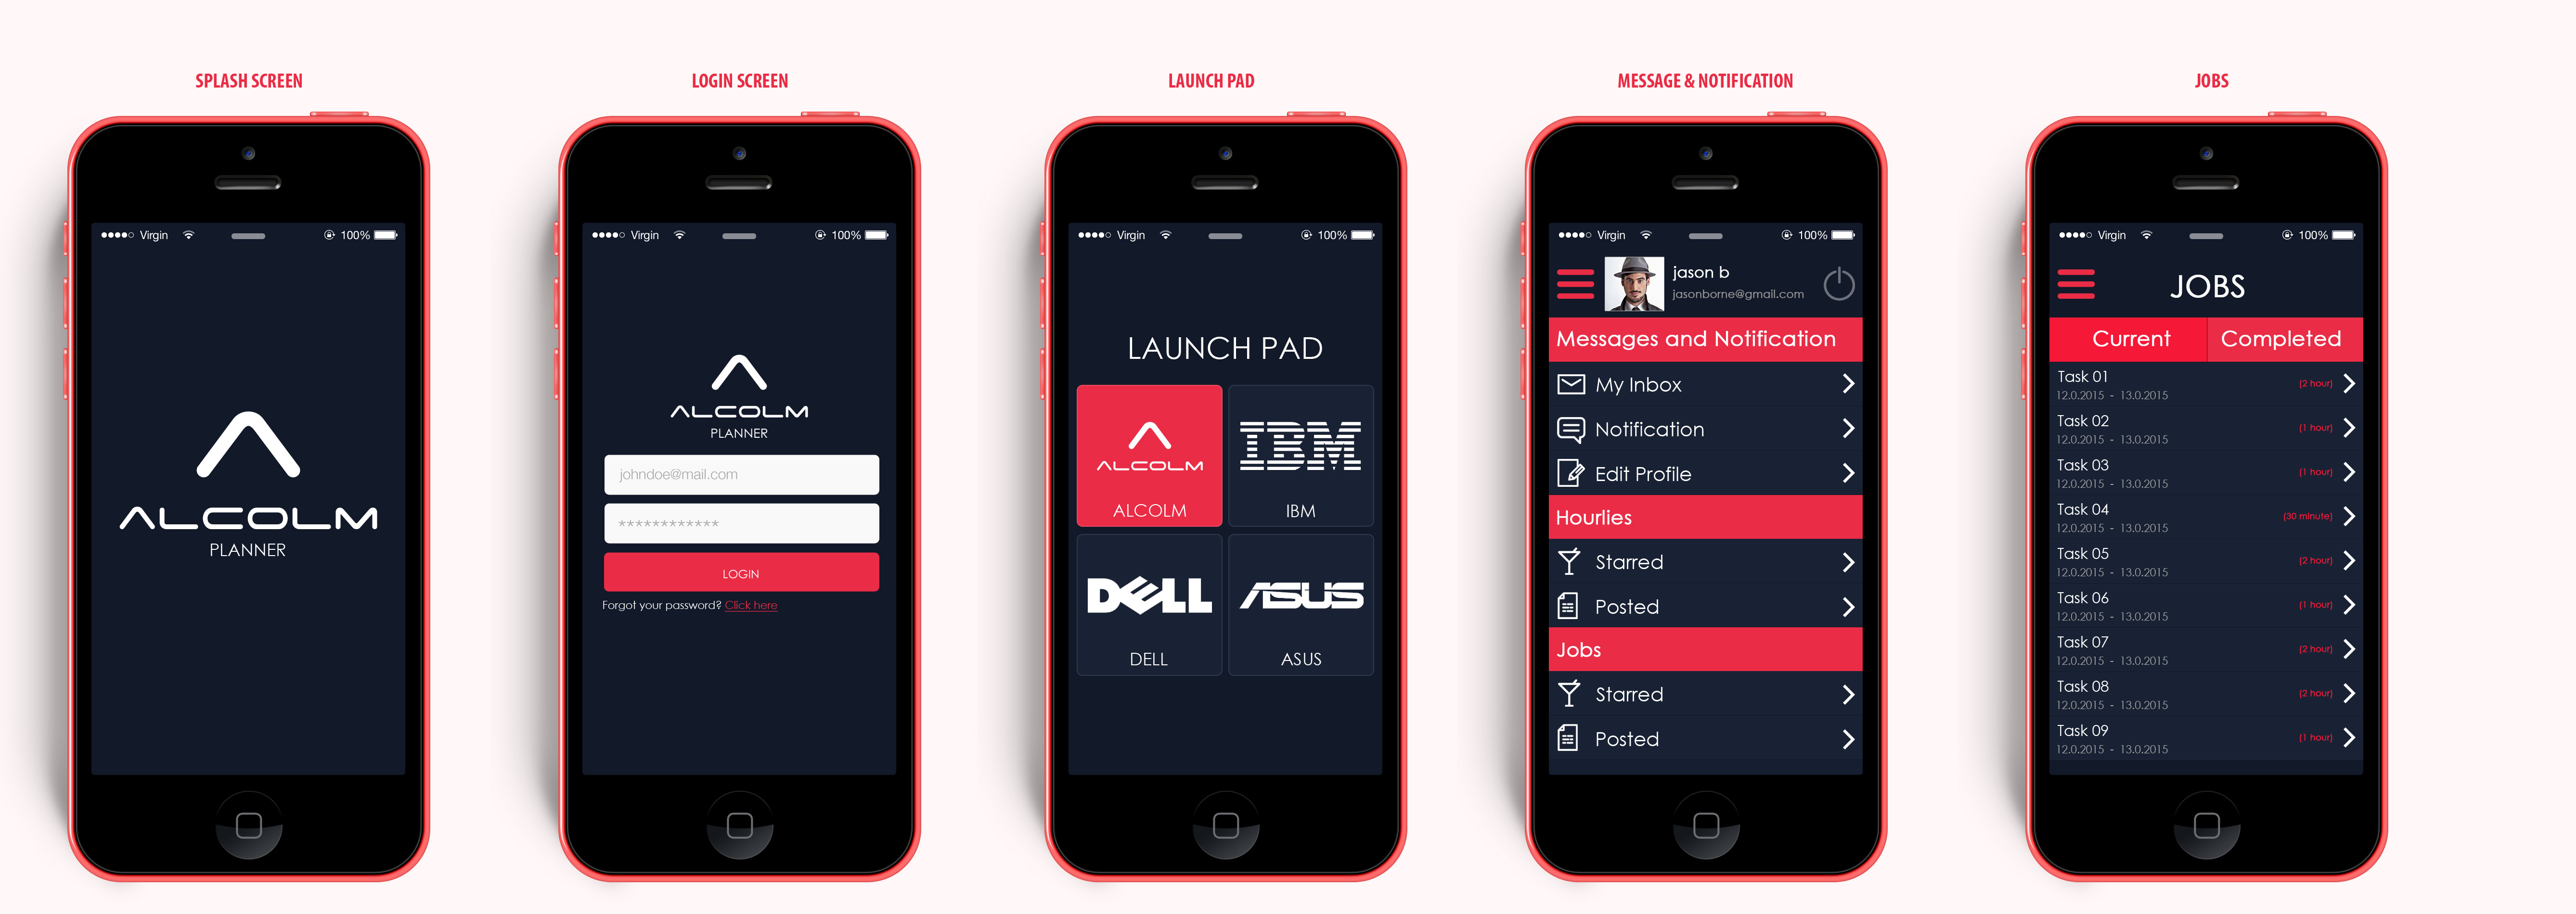 SPLASH SCREEN
Virgin 100%
ALCOLM
PLANNER
LOGIN SCREEN
Virgin 100%
ALCOLM
PLANNER
johndoe@mail.com
************
LOGIN
Forgot your password? Click here
LAUNCH PAD
Virgin 100%
LAUNCH PAD
ALCOLM
ALCOLM
IBM
IBM
DELL
DELL
ASUS
ASUS
MESSAGE & NOTIFICATION
Virgin 100%
jason b
jasonborne@gmail.com
Messages and Notification
My Inbox
Notification
Edit Profile
Hourlies
Starred
Posted
Jobs
Starred
Posted
JOBS
Virgin 100%
JOBS
Current Completed
Task 01
12.0.2015 - 13.0.2015 (2 hour)
Task 02
12.0.2015 - 13.0.2015 (1 hour)
Task 03
12.0.2015 - 13.0.2015 (1 hour)
Task 04
12.0.2015 - 13.0.2015 (30 minute)
Task 05
12.0.2015 - 13.0.2015 (2 hour)
Task 06
12.0.2015 - 13.0.2015 (1 hour)
Task 07
12.0.2015 - 13.0.2015 (2 hour)
Task 08
12.0.2015 - 13.0.2015 (2 hour)
Task 09
12.0.2015 - 13.0.2015 (1 hour)